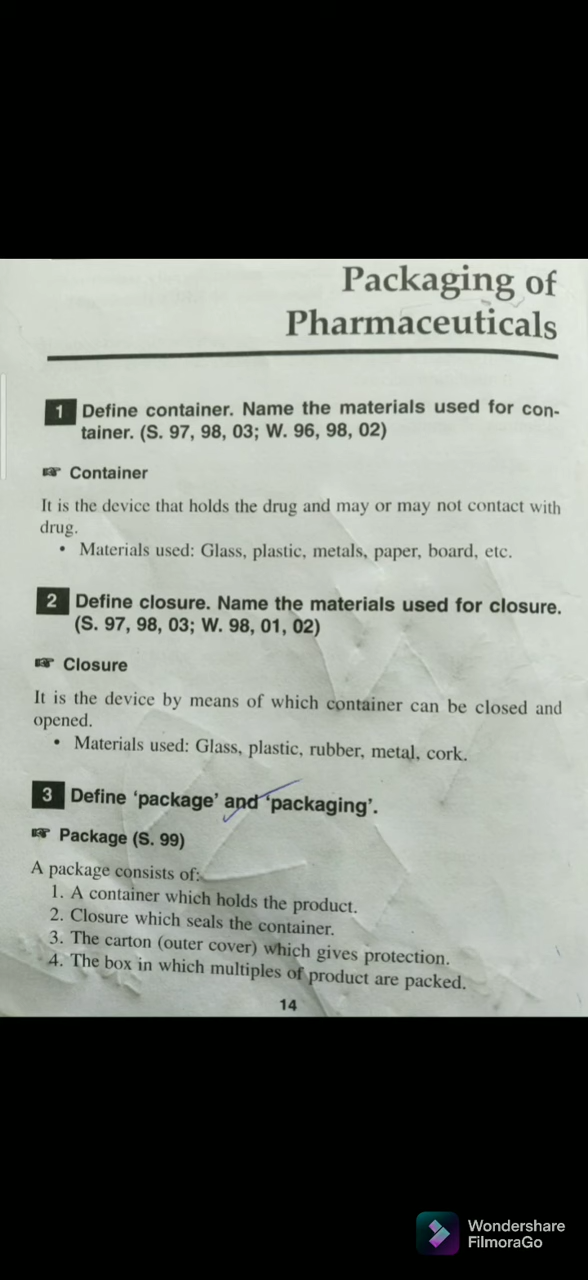 Packaging of
Pharmaceuticals
1 Define container. Name the materials used for con-
tainer. (S. 97, 98, 03; W. 96, 98, 02)
☞ Container
It is the device that holds the drug and may or may not contact with
drug.
• Materials used: Glass, plastic, metals, paper, board, etc.
2 Define closure. Name the materials used for closure.
(S. 97, 98, 03; W. 98, 01, 02)
☞ Closure
It is the device by means of which container can be closed and
opened.
• Materials used: Glass, plastic, rubber, metal, cork.
3 Define ‘package’ and ‘packaging’.
☞ Package (S. 99)
A package consists of:
1. A container which holds the product.
2. Closure which seals the container.
3. The carton (outer cover) which gives protection.
4. The box in which multiples of product are packed.
14
Wondershare
FilmoraGo